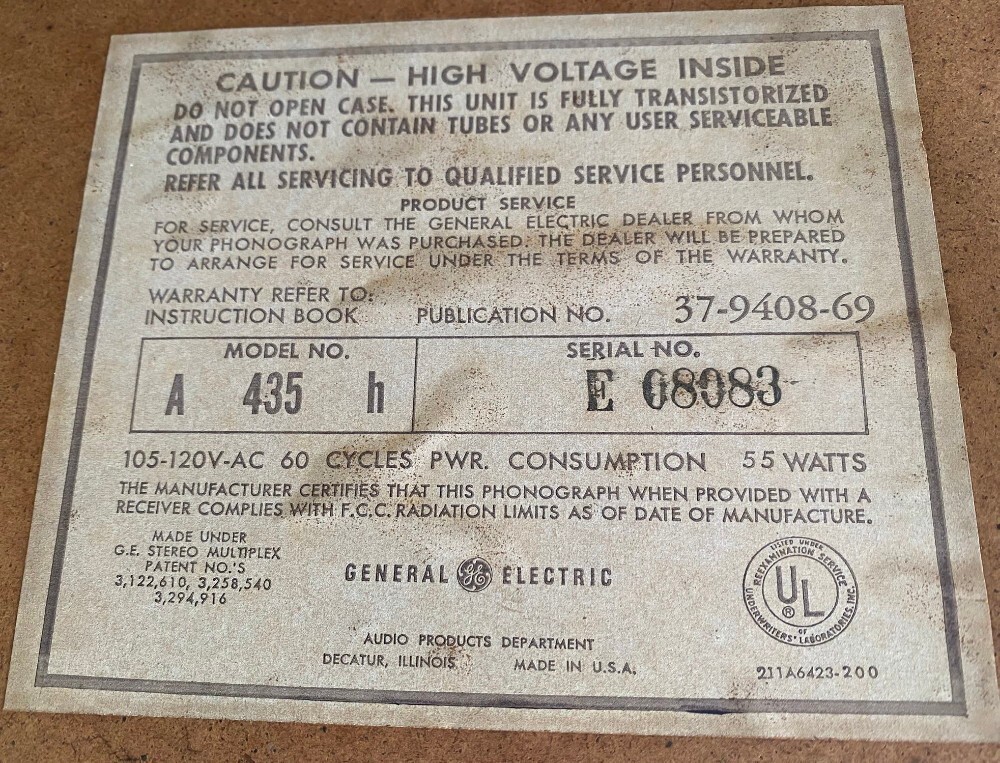 CAUTION — HIGH VOLTAGE INSIDE
DO NOT OPEN CASE. THIS UNIT IS FULLY TRANSISTORIZED
AND DOES NOT CONTAIN TUBES OR ANY USER SERVICEABLE
COMPONENTS.
REFER ALL SERVICING TO QUALIFIED SERVICE PERSONNEL.
PRODUCT SERVICE
FOR SERVICE, CONSULT THE GENERAL ELECTRIC DEALER FROM WHOM
YOUR PHONOGRAPH WAS PURCHASED. THE DEALER WILL BE PREPARED
TO ARRANGE FOR SERVICE UNDER THE TERMS OF THE WARRANTY.
WARRANTY REFER TO:
INSTRUCTION BOOK PUBLICATION NO. 37-9408-69
MODEL NO.
A 435 h
SERIAL NO.
E 08083
105-120V-AC 60 CYCLES PWR. CONSUMPTION 55 WATTS
THE MANUFACTURER CERTIFIES THAT THIS PHONOGRAPH WHEN PROVIDED WITH A
RECEIVER COMPLIES WITH F.C.C. RADIATION LIMITS AS OF DATE OF MANUFACTURE.
MADE UNDER
G.E. STEREO MULTIPLEX
PATENT NO.'S
3,122,610, 3,258,540
3,294,916
GENERAL GE ELECTRIC
LISTED UNDER
REEXAMINATION SERVICE
UL
®
OF
UNDERWRITERS' LABORATORIES, INC.
AUDIO PRODUCTS DEPARTMENT
DECATUR, ILLINOIS MADE IN U.S.A.
211A6423-200